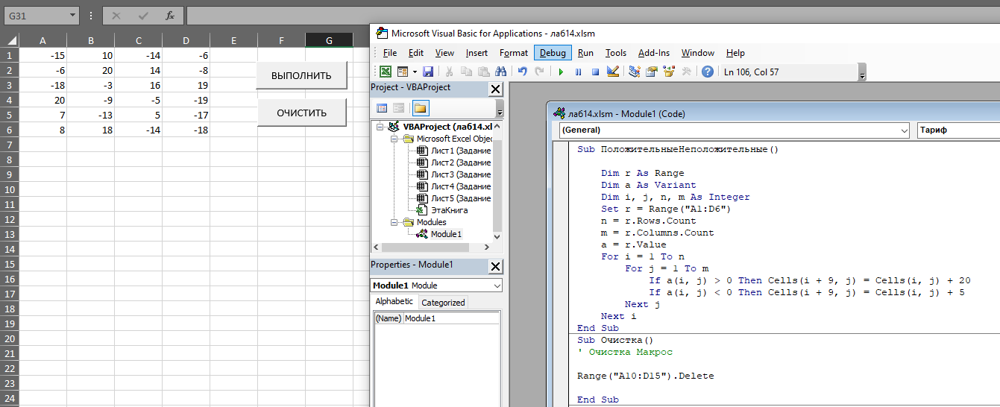 G31
fx
A B C D E F G
1 -15 10 -14 -6
2 -6 20 14 -8
3 -18 -3 16 19
4 20 -9 -5 -19
5 7 -13 5 -17
6 8 18 -14 -18
7
8
9
10
11
12
13
14
15
16
17
18
19
20
21
22
23
24
ВЫПОЛНИТЬ
ОЧИСТИТЬ
Microsoft Visual Basic for Applications - ла614.xlsm
File Edit View Insert Format Debug Run Tools Add-Ins Window Help
Ln 106, Col 57
Project - VBAProject
VBAProject (ла614.xl
Microsoft Excel Objec
Лист1 (Задание
Лист2 (Задание
Лист3 (Задание
Лист4 (Задание
Лист5 (Задание
ЭтаКнига
Modules
Module1
Properties - Module1
Module1 Module
Alphabetic Categorized
(Name) Module1
ла614.xlsm - Module1 (Code)
(General) Тариф
Sub ПоложительныеНеположительные()
Dim r As Range
Dim a As Variant
Dim i, j, n, m As Integer
Set r = Range("A1:D6")
n = r.Rows.Count
m = r.Columns.Count
a = r.Value
For i = 1 To n
For j = 1 To m
If a(i, j) > 0 Then Cells(i + 9, j) = Cells(i, j) + 20
If a(i, j) < 0 Then Cells(i + 9, j) = Cells(i, j) + 5
Next j
Next i
End Sub
Sub Очистка()
' Очистка Макрос
Range("A10:D15").Delete
End Sub